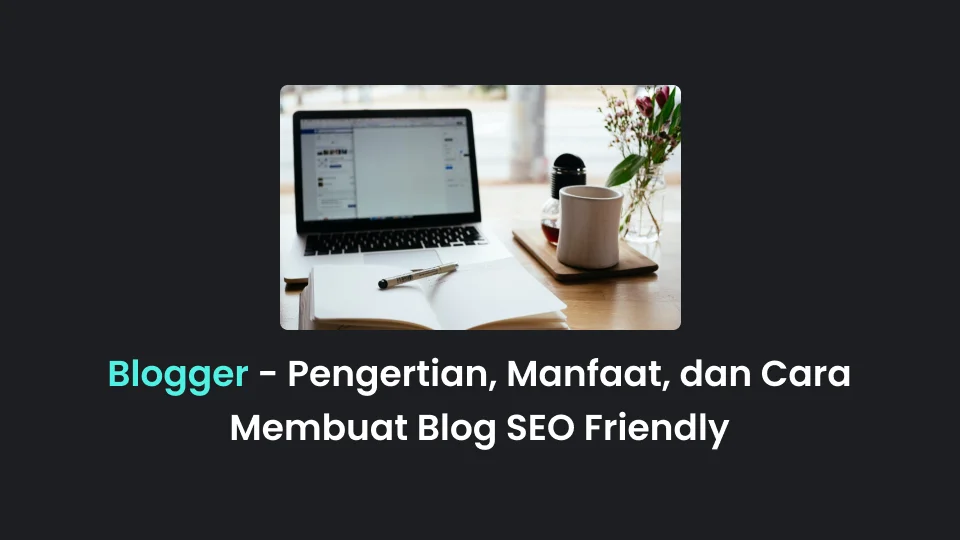 Blogger - Pengertian, Manfaat, dan Cara
Membuat Blog SEO Friendly